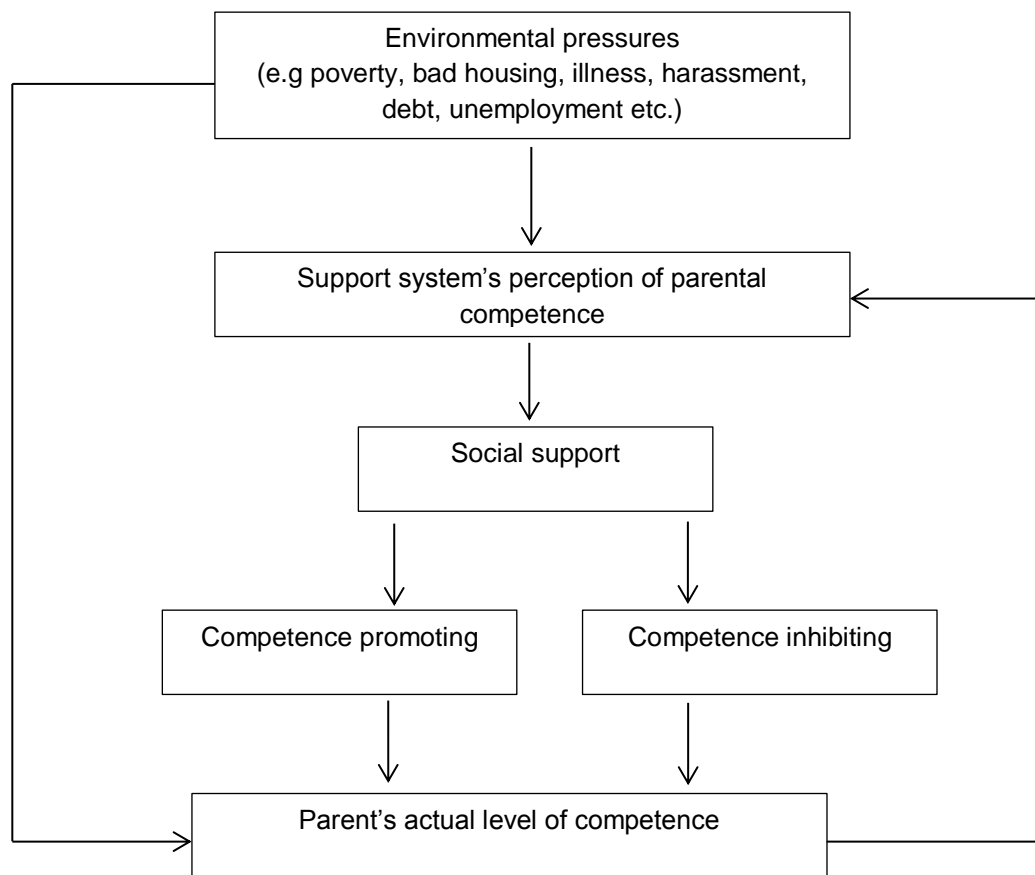 Environmental pressures
(e.g poverty, bad housing, illness, harassment,
debt, unemployment etc.)
Support system’s perception of parental
competence
Social support
Competence promoting
Competence inhibiting
Parent’s actual level of competence